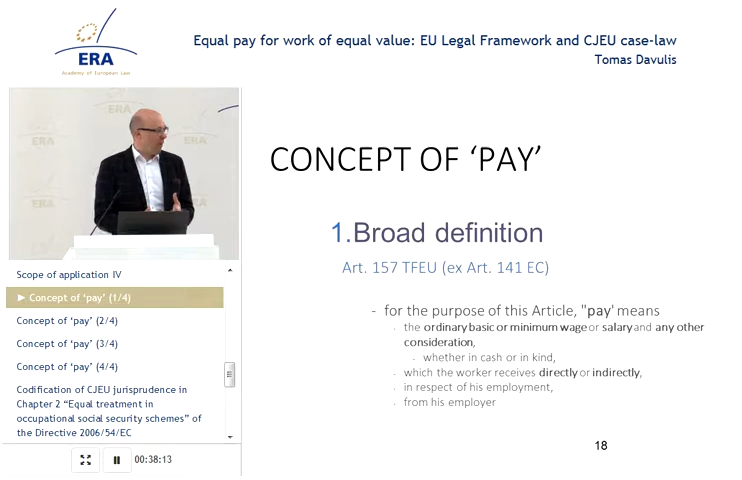 Equal pay for work of equal value: EU Legal Framework and CJEU case-law
Tomas Davulis
ERA
Academy of European Law
ERA
ERA
ERA
ERA
CONCEPT OF ‘PAY’
1.Broad definition
Art. 157 TFEU (ex Art. 141 EC)
- for the purpose of this Article, "pay' means
- the ordinary basic or minimum wage or salary and any other
consideration,
- whether in cash or in kind,
- which the worker receives directly or indirectly,
- in respect of his employment,
- from his employer
18
Scope of application IV
► Concept of ‘pay’ (1/4)
Concept of ‘pay’ (2/4)
Concept of ‘pay’ (3/4)
Concept of ‘pay’ (4/4)
Codification of CJEU jurisprudence in
Chapter 2 “Equal treatment in
occupational social security schemes” of
the Directive 2006/54/EC
00:38:13